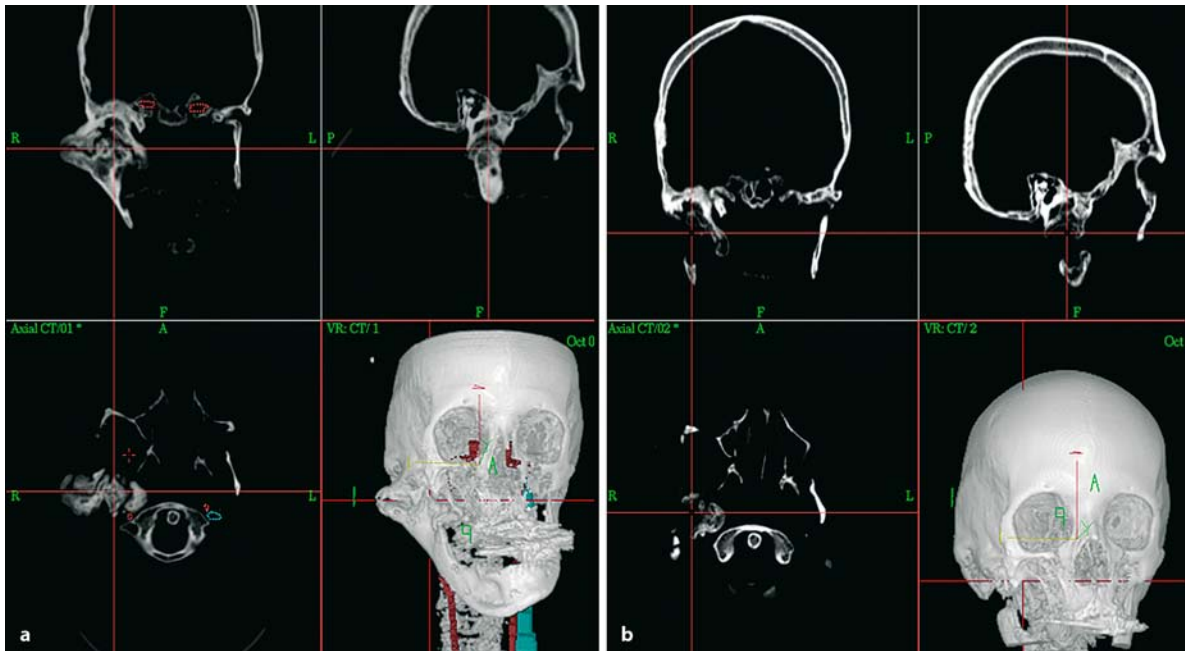 R
L
P
F
F
Axial CT/01 *
A
VR: CT/ 1
Oct 0
R
L
A
a
R
L
P
F
F
Axial CT/02 *
A
VR: CT/ 2
Oct
R
L
A
b